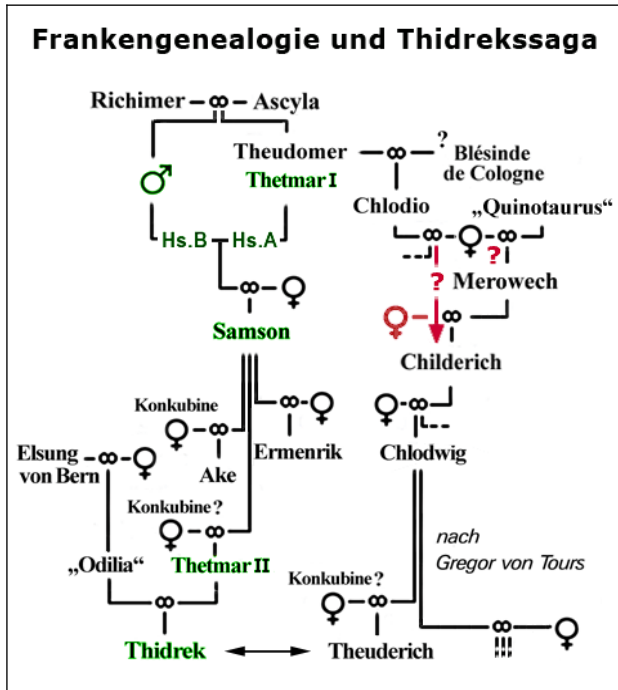 Frankengenealogie und Thidrekssaga
Richimer
Ascyla
Theudomer
Thetmar I
?
Blésinde
de Cologne
Chlodio
„Quinotaurus“
Hs.B
Hs.A
?
?
Merowech
Samson
Childerich
Konkubine
Ermenrik
Chlodwig
Elsung
von Bern
Ake
Konkubine?
nach
Gregor von Tours
„Odilia“
Thetmar II
Konkubine?
Thidrek
Theuderich
!!!